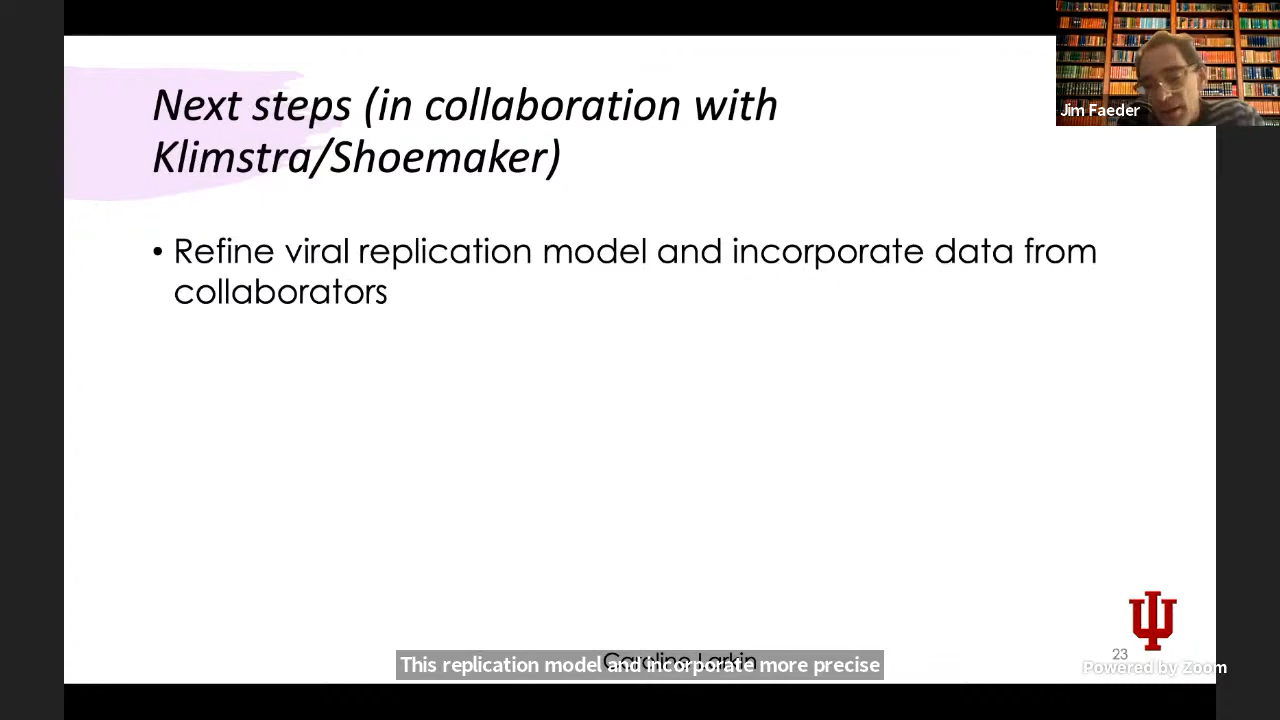 Jim Faeder
Next steps (in collaboration with
Klimstra/Shoemaker)
• Refine viral replication model and incorporate data from
collaborators
Caroline Larkin
This replication model and incorporate more precise
23
Powered by Zoom